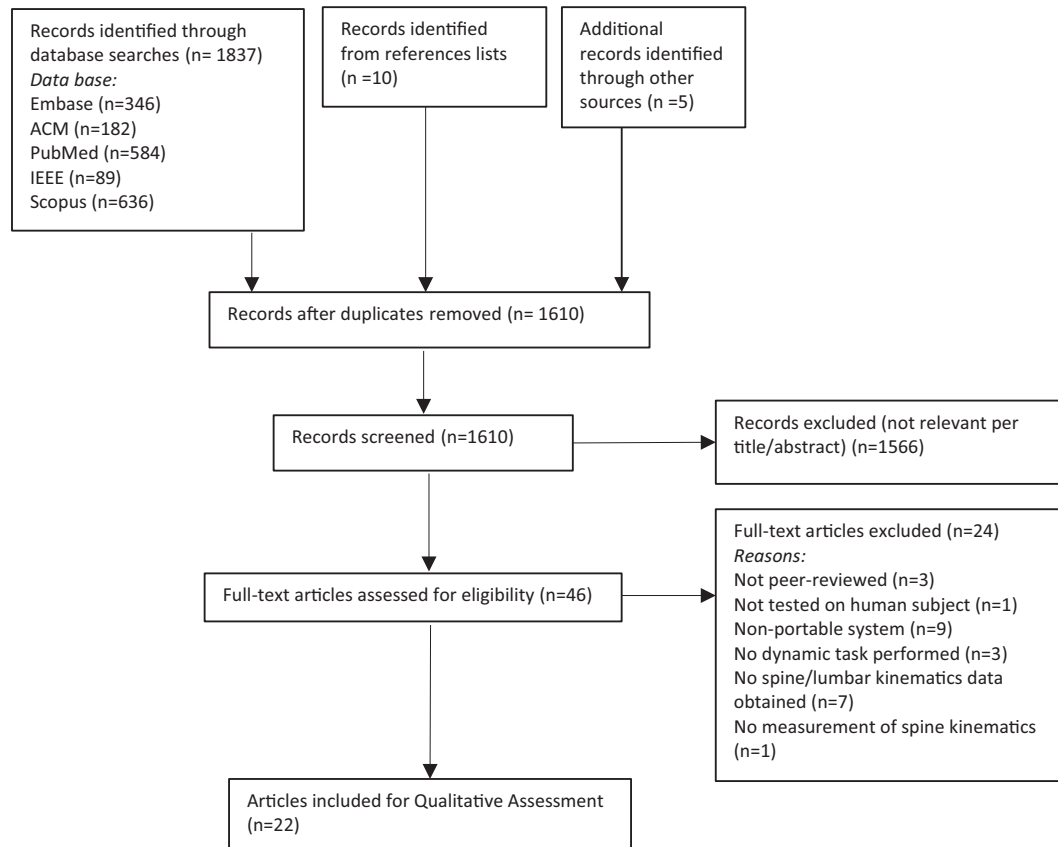 Records identified through
database searches (n= 1837)
Data base:
Embase (n=346)
ACM (n=182)
PubMed (n=584)
IEEE (n=89)
Scopus (n=636)
Records identified
from references lists
(n =10)
Additional
records identified
through other
sources (n =5)
Records after duplicates removed (n= 1610)
Records screened (n=1610)
Records excluded (not relevant per
title/abstract) (n=1566)
Full-text articles assessed for eligibility (n=46)
Full-text articles excluded (n=24)
Reasons:
Not peer-reviewed (n=3)
Not tested on human subject (n=1)
Non-portable system (n=9)
No dynamic task performed (n=3)
No spine/lumbar kinematics data
obtained (n=7)
No measurement of spine kinematics
(n=1)
Articles included for Qualitative Assessment
(n=22)